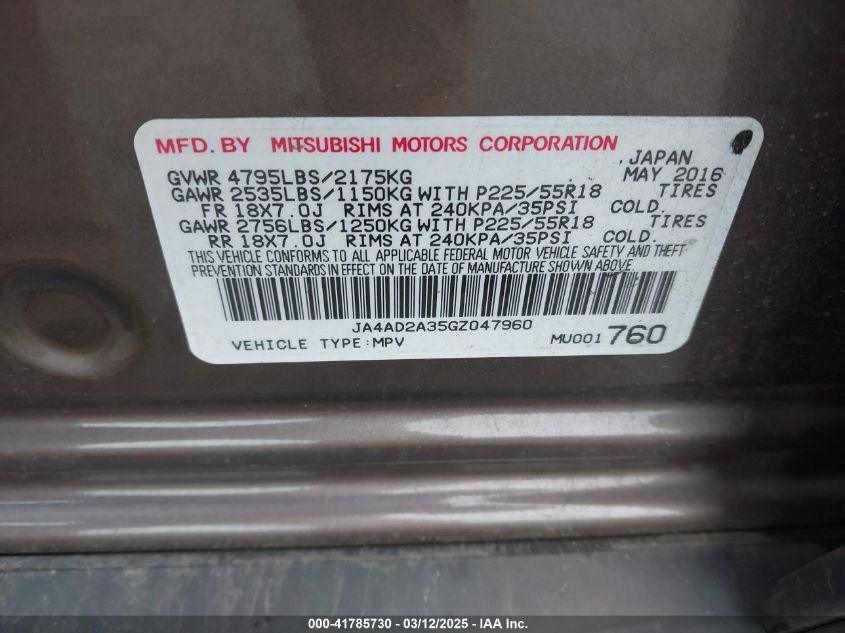 MFD. BY MITSUBISHI MOTORS CORPORATION
, JAPAN
GVWR 4795LBS/2175KG MAY 2016
GAWR 2535LBS/1150KG WITH P225/55R18 TIRES
FR 18X7.0J RIMS AT 240KPA/35PSI COLD.
GAWR 2756LBS/1250KG WITH P225/55R18 TIRES
RR 18X7.0J RIMS AT 240KPA/35PSI COLD.
THIS VEHICLE CONFORMS TO ALL APPLICABLE FEDERAL MOTOR VEHICLE SAFETY AND THEFT
PREVENTION STANDARDS IN EFFECT ON THE DATE OF MANUFACTURE SHOWN ABOVE.
JA4AD2A35GZ047960
VEHICLE TYPE:MPV MU001760
000-41785730 - 03/12/2025 - IAA Inc.